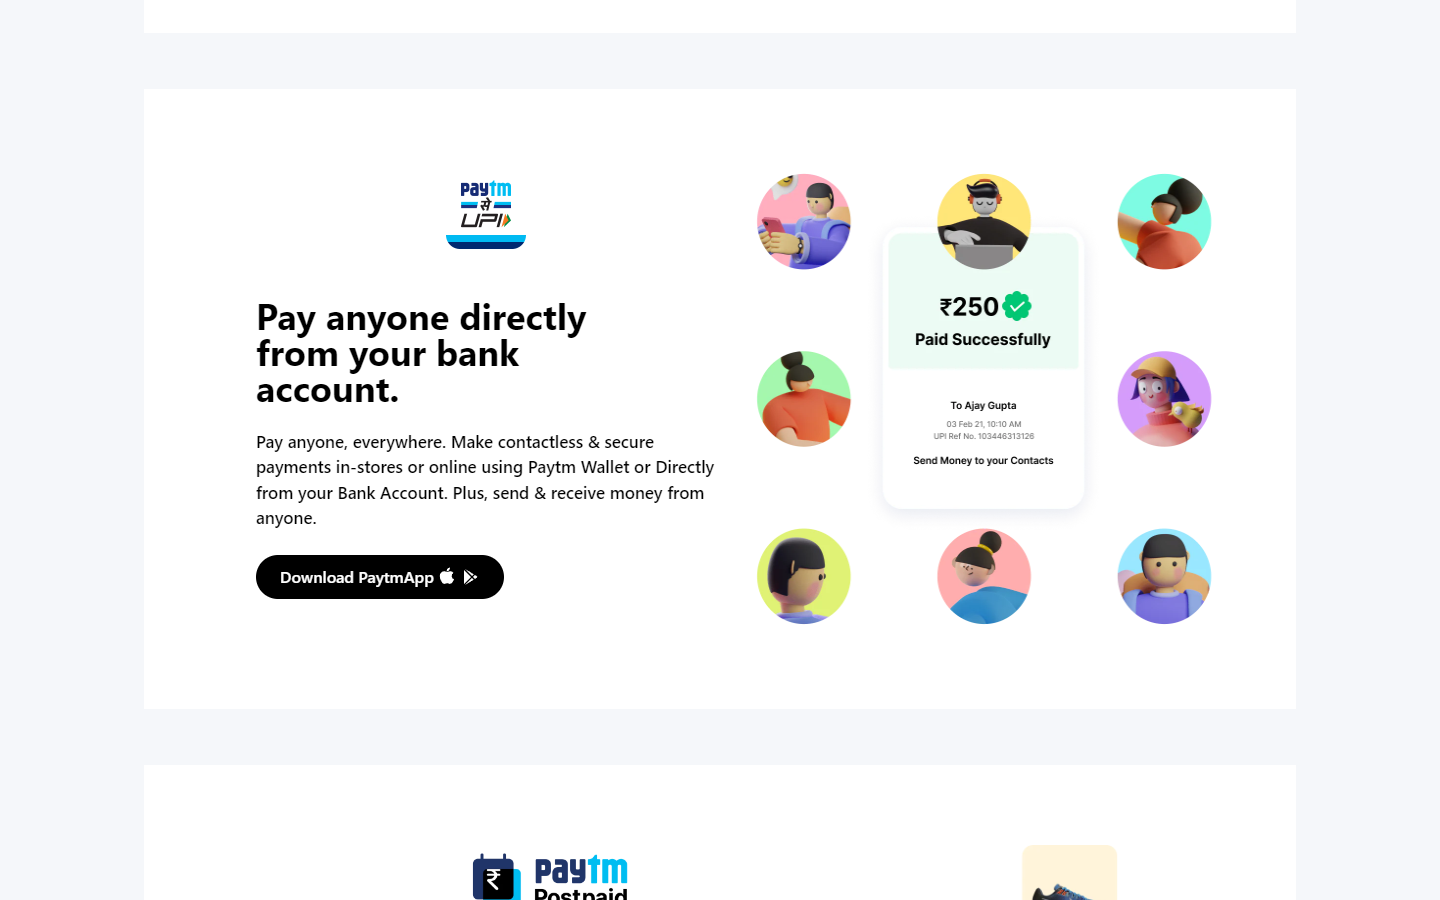 paytm
से
UPI
Pay anyone directly
from your bank
account.
Pay anyone, everywhere. Make contactless & secure
payments in-stores or online using Paytm Wallet or Directly
from your Bank Account. Plus, send & receive money from
anyone.
Download PaytmApp
₹250
Paid Successfully
To Ajay Gupta
03 Feb 21, 10:10 AM
UPI Ref No. 103446313126
Send Money to your Contacts
₹
paytm
Postpaid